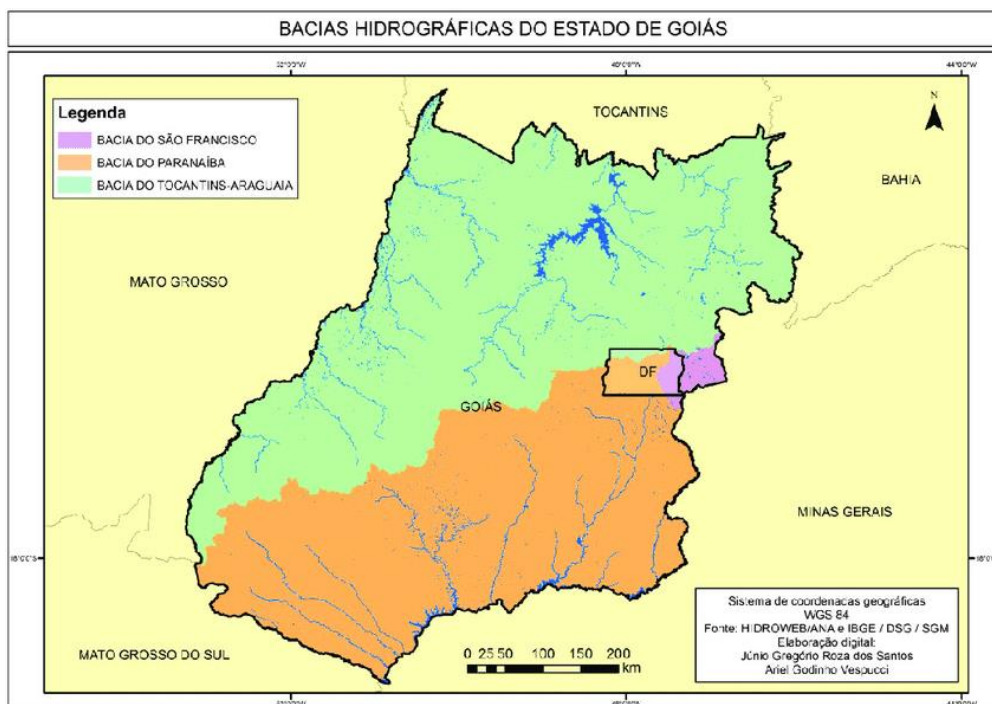 BACIAS HIDROGRÁFICAS DO ESTADO DE GOIÁS
44°0'0"W
N
Legenda
BACIA DO SÃO FRANCISCO
BACIA DO PARANAÍBA
BACIA DO TOCANTINS-ARAGUAIA
TOCANTINS
BAHIA
MATO GROSSO
DF
GOIÁS
MINAS GERAIS
MATO GROSSO DO SUL
0 25 50 100 150 200
km
Sistema de coordenadas geográficas
WGS 84
Fonte: HIDROWEB/ANA e IBGE / DSG / SGM
Elaboração digital:
Júnio Gregório Roza dos Santos
Ariel Godinho Vespucci